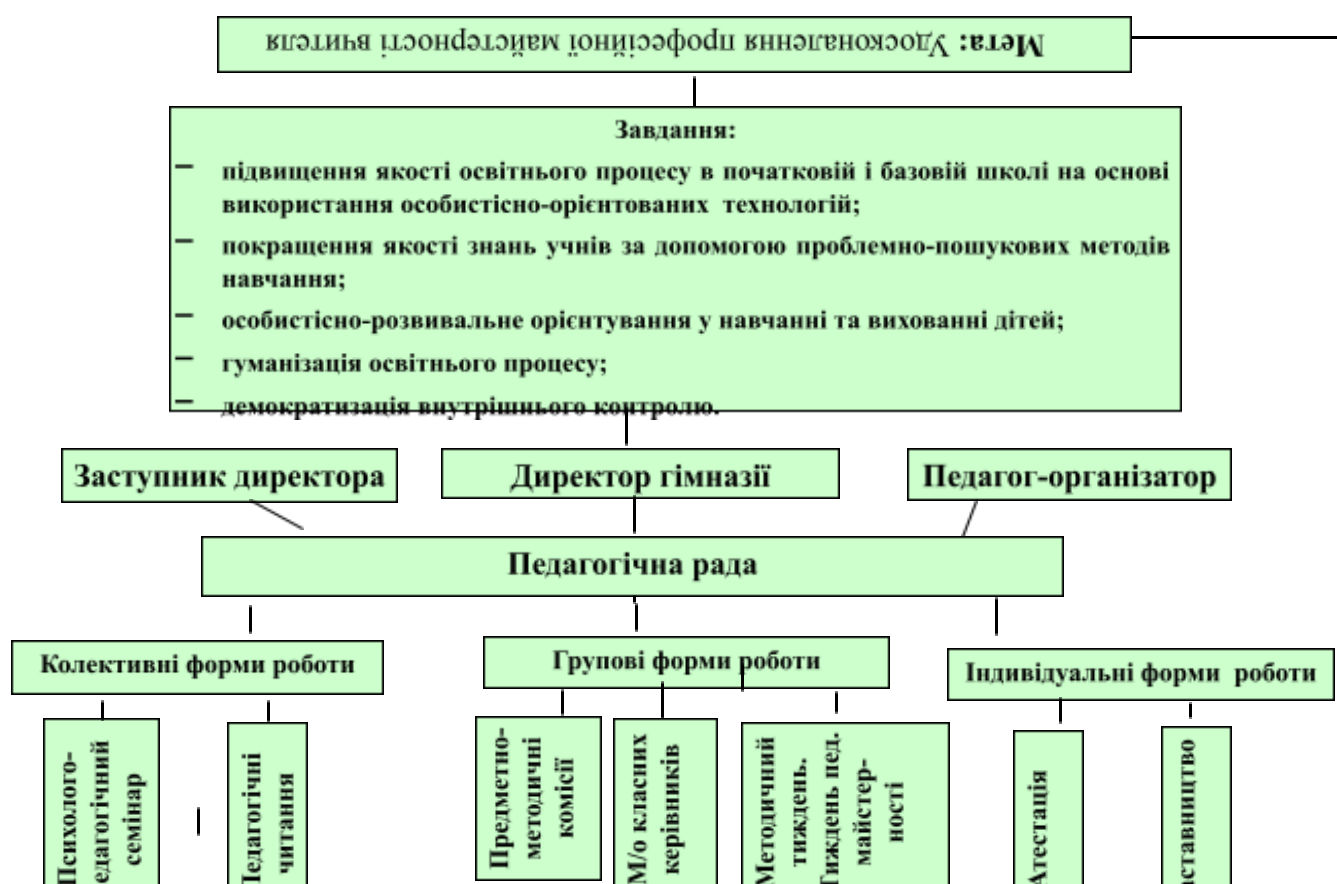 Мета: Удосконалення професійної майстерності вчителя
Завдання:
– підвищення якості освітнього процесу в початковій і базовій школі на основі
використання особистісно-орієнтованих технологій;
– покращення якості знань учнів за допомогою проблемно-пошукових методів
навчання;
– особистісно-розвивальне орієнтування у навчанні та вихованні дітей;
– гуманізація освітнього процесу;
– демократизація внутрішнього контролю.
Заступник директора
Директор гімназії
Педагог-організатор
Педагогічна рада
Колективні форми роботи
Групові форми роботи
Індивідуальні форми роботи
Психолого-
едагогічний
семінар
Педагогічні
читання
Предметно-
методичні
комісії
М/о класних
керівників
Методичний
тиждень.
Тиждень пед.
майстер-
ності
Атестація
аставництво